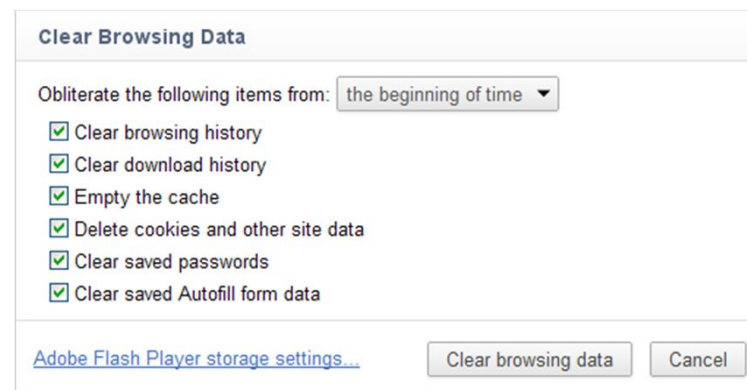 Clear Browsing Data
Obliterate the following items from: the beginning of time
Clear browsing history
Clear download history
Empty the cache
Delete cookies and other site data
Clear saved passwords
Clear saved Autofill form data
Adobe Flash Player storage settings... Clear browsing data Cancel